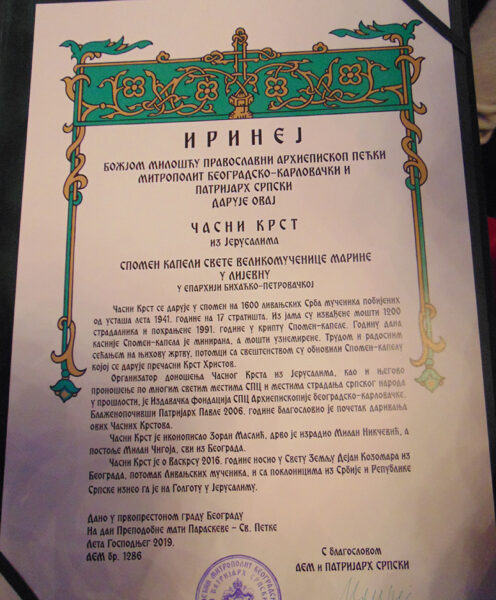 ИРИНЕЈ
БОЖЈОМ МИЛОШЋУ ПРАВОСЛАВНИ АРХИЕПИСКОП ПЕЋКИ
МИТРОПОЛИТ БЕОГРАДСКО-КАРЛОВАЧКИ И
ПАТРИЈАРХ СРПСКИ
ДАРУЈЕ ОВАЈ
ЧАСНИ КРСТ
из Јерусалима
СПОМЕН КАПЕЛИ СВЕТЕ ВЕЛИКОМУЧЕНИЦЕ МАРИНЕ
У ЛИЈЕВНУ
У ЕПАРХИЈИ БИХАЋКО-ПЕТРОВАЧКОЈ
Часни Крст се дарује у спомен на 1600 ливањских Срба мученика побијених
од усташа лета 1941. године на 17 стратишта. Из јама су извађене мошти 1200
страдалника и похрањене 1991. године у крипту Спомен-капеле. Годину дана
касније Спомен-капела је минирана, а мошти узнемирене. Трудом и радосним
сећањем на њихову жртву, потомци са свештенством су обновили Спомен-капелу
којој се дарује пречасни Крст Христов.
Организатор доношења Часног Крста из Јерусалима, као и његово
проношење по многим светим местима СПЦ и местима страдања српског народа
у прошлости, је Издавачка фондација СПЦ Архиепископије београдско-карловачке.
Блаженопочивши Патријарх Павле 2006. године благословио је почетак даривања
ових Часних Крстова.
Часни Крст је иконописао Зоран Маслић, дрво је израдио Милан Никчевић, а
постоље Милан Чигоја, сви из Београда.
Часни Крст је о Васкрсу 2016. године носио у Свету Земљу Дејан Козомара из
Београда, потомак Ливањских мученика, и са поклоницима из Србије и Републике
Српске изнео га је на Голготу у Јерусалиму.
Дано у првопрестоном граду Београду
На дан Преподобне мати Параскеве - Св. Петке
Лета Господњег 2019.
АЕМ бр. 1286
С благословом
АЕМ и ПАТРИЈАРХ СРПСКИ